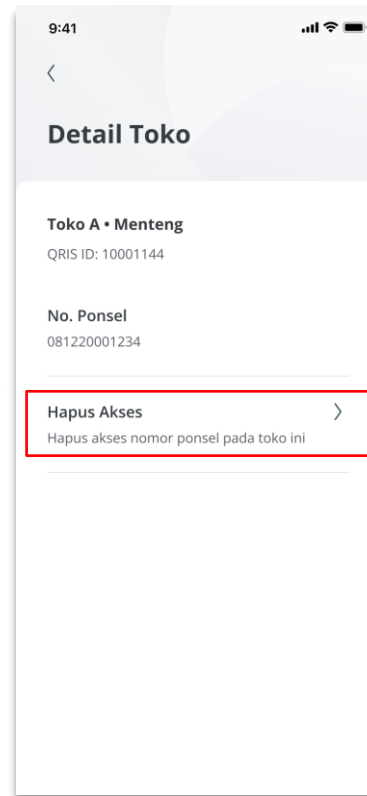 9:41
Detail Toko
Toko A • Menteng
QRIS ID: 10001144
No. Ponsel
081220001234
Hapus Akses
Hapus akses nomor ponsel pada toko ini